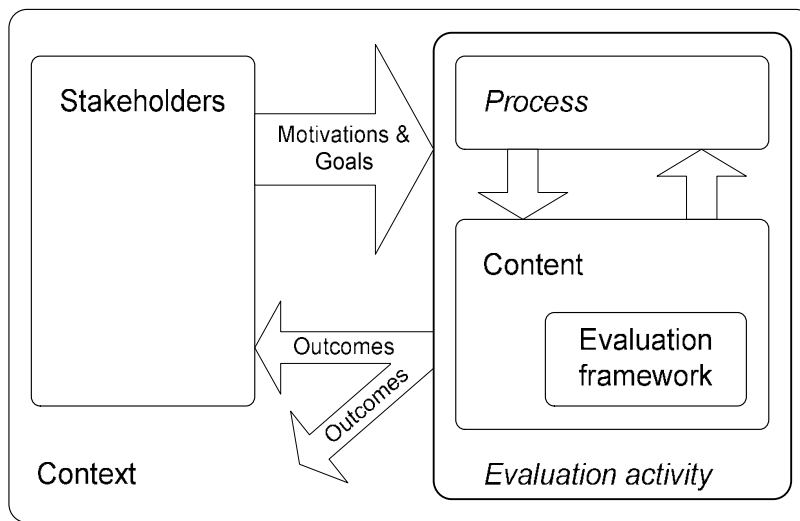 Stakeholders
Motivations &
Goals
Process
Content
Evaluation
framework
Outcomes
Outcomes
Context
Evaluation activity